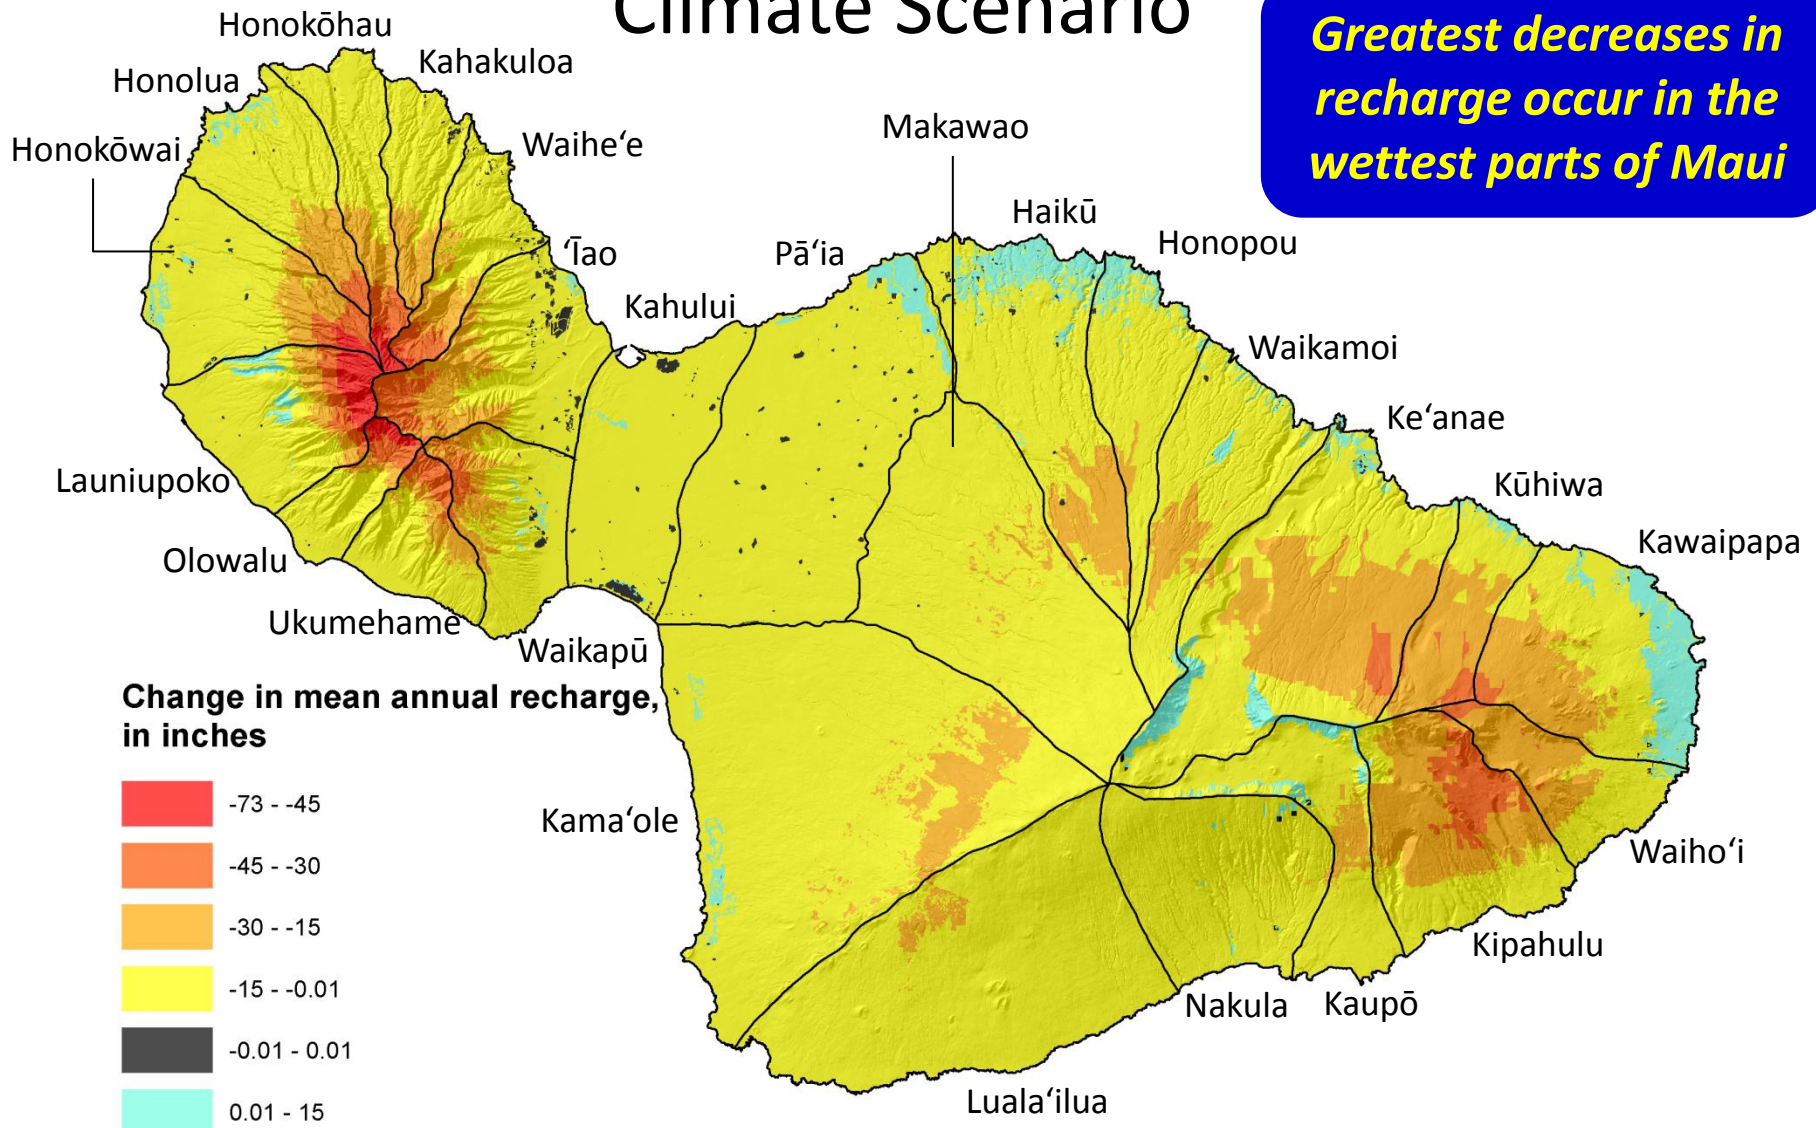 Climate Scenario
Greatest decreases in
recharge occur in the
wettest parts of Maui
Honokōhau
Kahakuloa
Honolua
Waiheʻe
Honokōwai
Makawao
Haikū
Honopou
Pāʻia
ʻĪao
Kahului
Waikamoi
Keʻanae
Launiupoko
Kūhiwa
Kawaipapa
Olowalu
Ukumehame
Waikapū
Change in mean annual recharge,
in inches
-73 - -45
-45 - -30
-30 - -15
-15 - -0.01
-0.01 - 0.01
0.01 - 15
Kamaʻole
Waihoʻi
Kipahulu
Nakula
Kaupō
Lualaʻilua